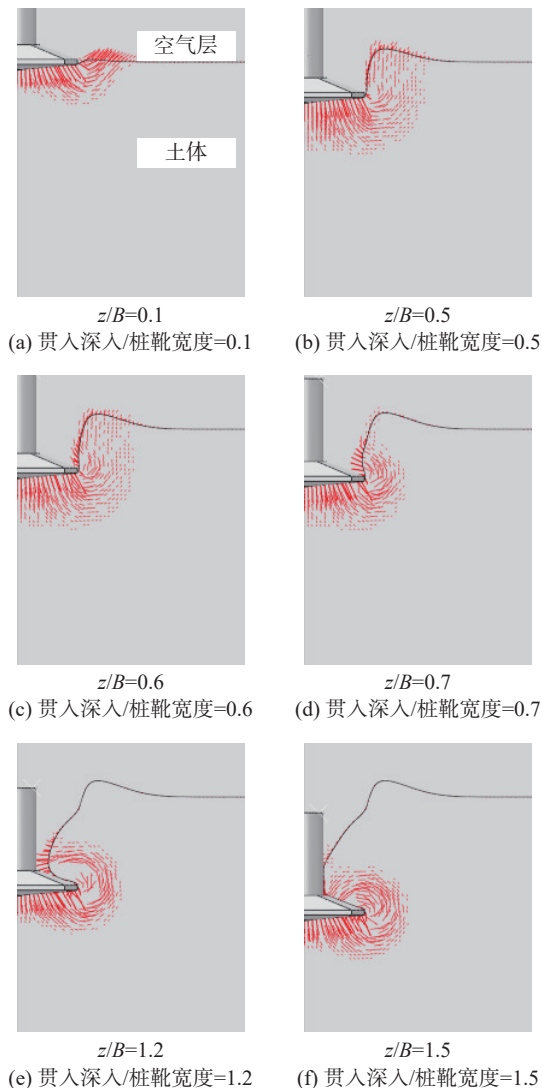 空气层
土体
z/B=0.1
(a) 贯入深入/桩靴宽度=0.1
z/B=0.5
(b) 贯入深入/桩靴宽度=0.5
z/B=0.6
(c) 贯入深入/桩靴宽度=0.6
z/B=0.7
(d) 贯入深入/桩靴宽度=0.7
z/B=1.2
(e) 贯入深入/桩靴宽度=1.2
z/B=1.5
(f) 贯入深入/桩靴宽度=1.5